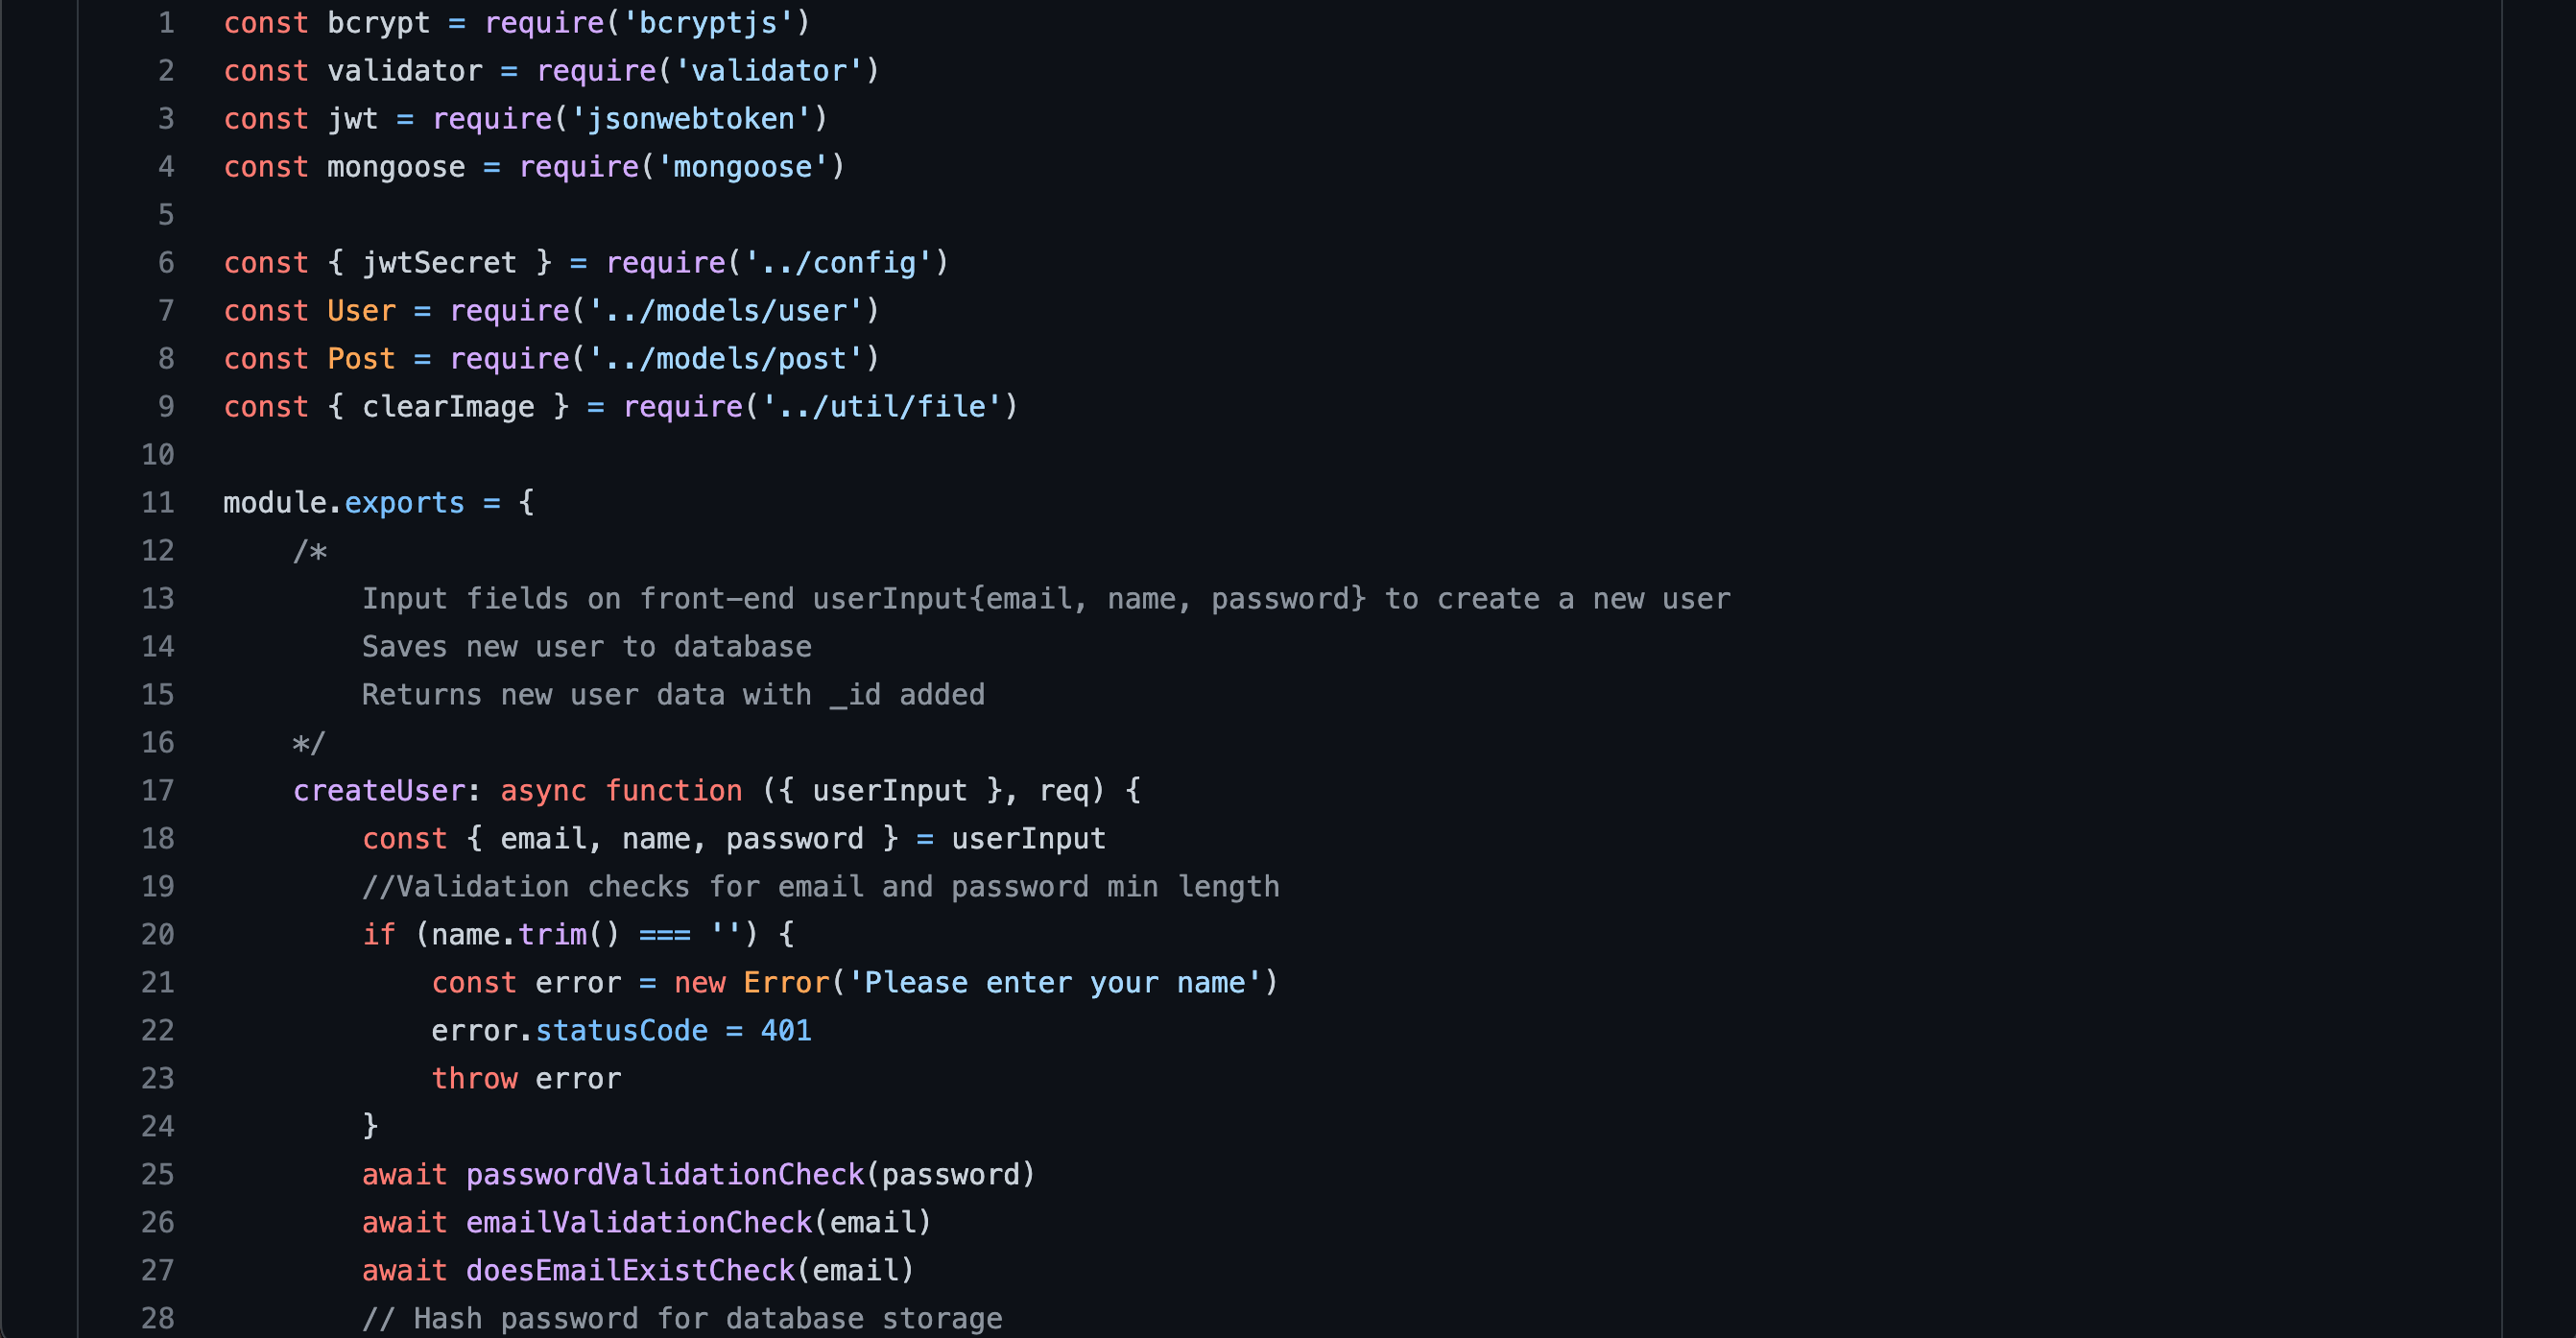 1 const bcrypt = require('bcryptjs')
2 const validator = require('validator')
3 const jwt = require('jsonwebtoken')
4 const mongoose = require('mongoose')
5
6 const { jwtSecret } = require('../config')
7 const User = require('../models/user')
8 const Post = require('../models/post')
9 const { clearImage } = require('../util/file')
10
11 module.exports = {
12     /*
13         Input fields on front-end userInput{email, name, password} to create a new user
14         Saves new user to database
15         Returns new user data with _id added
16     */
17     createUser: async function ({ userInput }, req) {
18         const { email, name, password } = userInput
19         //Validation checks for email and password min length
20         if (name.trim() === '') {
21             const error = new Error('Please enter your name')
22             error.statusCode = 401
23             throw error
24         }
25         await passwordValidationCheck(password)
26         await emailValidationCheck(email)
27         await doesEmailExistCheck(email)
28         // Hash password for database storage